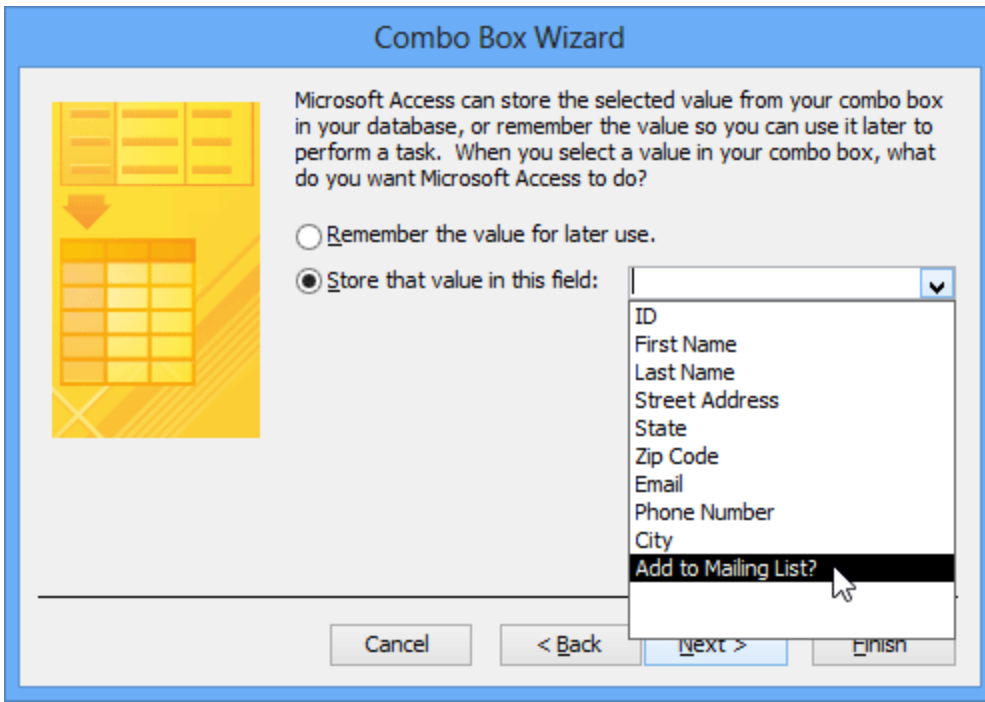 Combo Box Wizard
Microsoft Access can store the selected value from your combo box
in your database, or remember the value so you can use it later to
perform a task.  When you select a value in your combo box, what
do you want Microsoft Access to do?
Remember the value for later use.
Store that value in this field:
ID
First Name
Last Name
Street Address
State
Zip Code
Email
Phone Number
City
Add to Mailing List?
Cancel
< Back
Next >
Finish